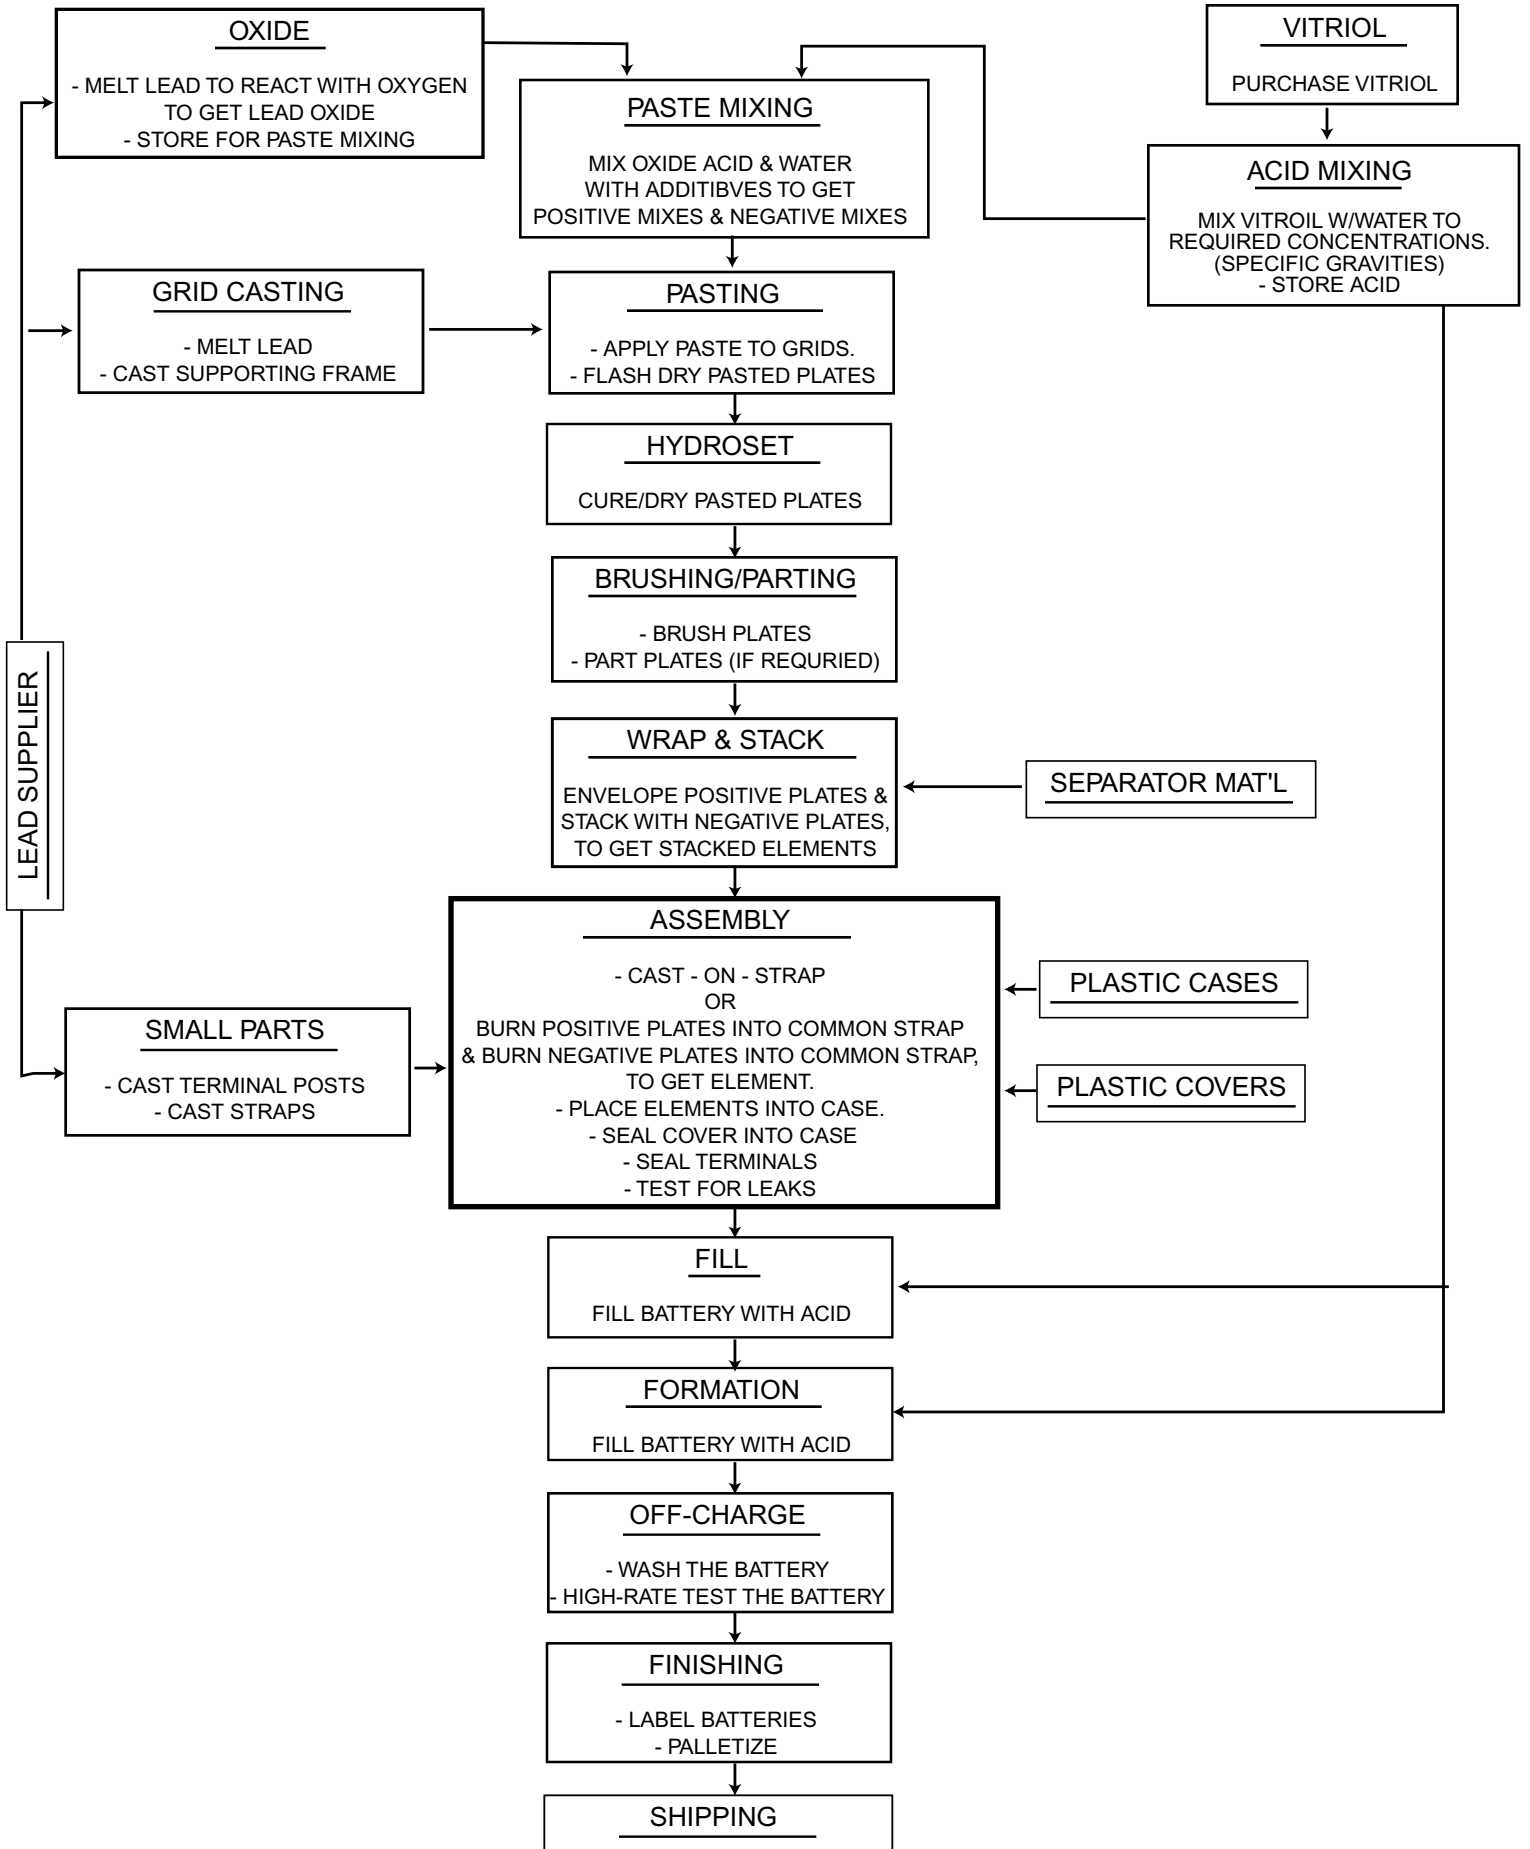 OXIDE
- MELT LEAD TO REACT WITH OXYGEN
TO GET LEAD OXIDE
- STORE FOR PASTE MIXING
VITRIOL
PURCHASE VITRIOL
PASTE MIXING
MIX OXIDE ACID & WATER
WITH ADDITIBVES TO GET
POSITIVE MIXES & NEGATIVE MIXES
ACID MIXING
MIX VITROIL W/WATER TO
REQUIRED CONCENTRATIONS.
(SPECIFIC GRAVITIES)
- STORE ACID
GRID CASTING
- MELT LEAD
- CAST SUPPORTING FRAME
PASTING
- APPLY PASTE TO GRIDS.
- FLASH DRY PASTED PLATES
HYDROSET
CURE/DRY PASTED PLATES
BRUSHING/PARTING
- BRUSH PLATES
- PART PLATES (IF REQURIED)
LEAD SUPPLIER
WRAP & STACK
ENVELOPE POSITIVE PLATES &
STACK WITH NEGATIVE PLATES,
TO GET STACKED ELEMENTS
SEPARATOR MAT'L
ASSEMBLY
- CAST - ON - STRAP
OR
BURN POSITIVE PLATES INTO COMMON STRAP
& BURN NEGATIVE PLATES INTO COMMON STRAP,
TO GET ELEMENT.
- PLACE ELEMENTS INTO CASE.
- SEAL COVER INTO CASE
- SEAL TERMINALS
- TEST FOR LEAKS
PLASTIC CASES
PLASTIC COVERS
SMALL PARTS
- CAST TERMINAL POSTS
- CAST STRAPS
FILL
FILL BATTERY WITH ACID
FORMATION
FILL BATTERY WITH ACID
OFF-CHARGE
- WASH THE BATTERY
- HIGH-RATE TEST THE BATTERY
FINISHING
- LABEL BATTERIES
- PALLETIZE
SHIPPING